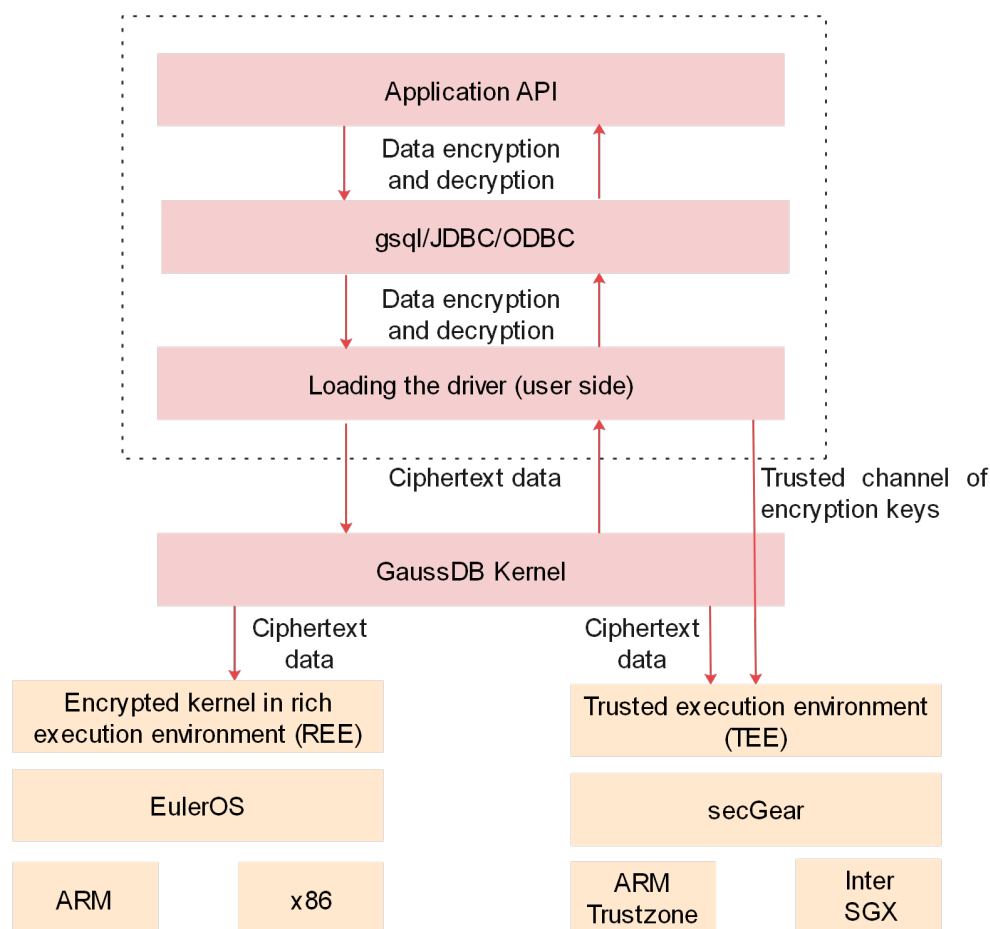 Application API
Data encryption
and decryption
gsql/JDBC/ODBC
Data encryption
and decryption
Loading the driver (user side)
Ciphertext data
Trusted channel of
encryption keys
GaussDB Kernel
Ciphertext
data
Ciphertext
data
Encrypted kernel in rich
execution environment (REE)
Trusted execution environment
(TEE)
EulerOS
secGear
ARM
x86
ARM
Trustzone
Inter
SGX